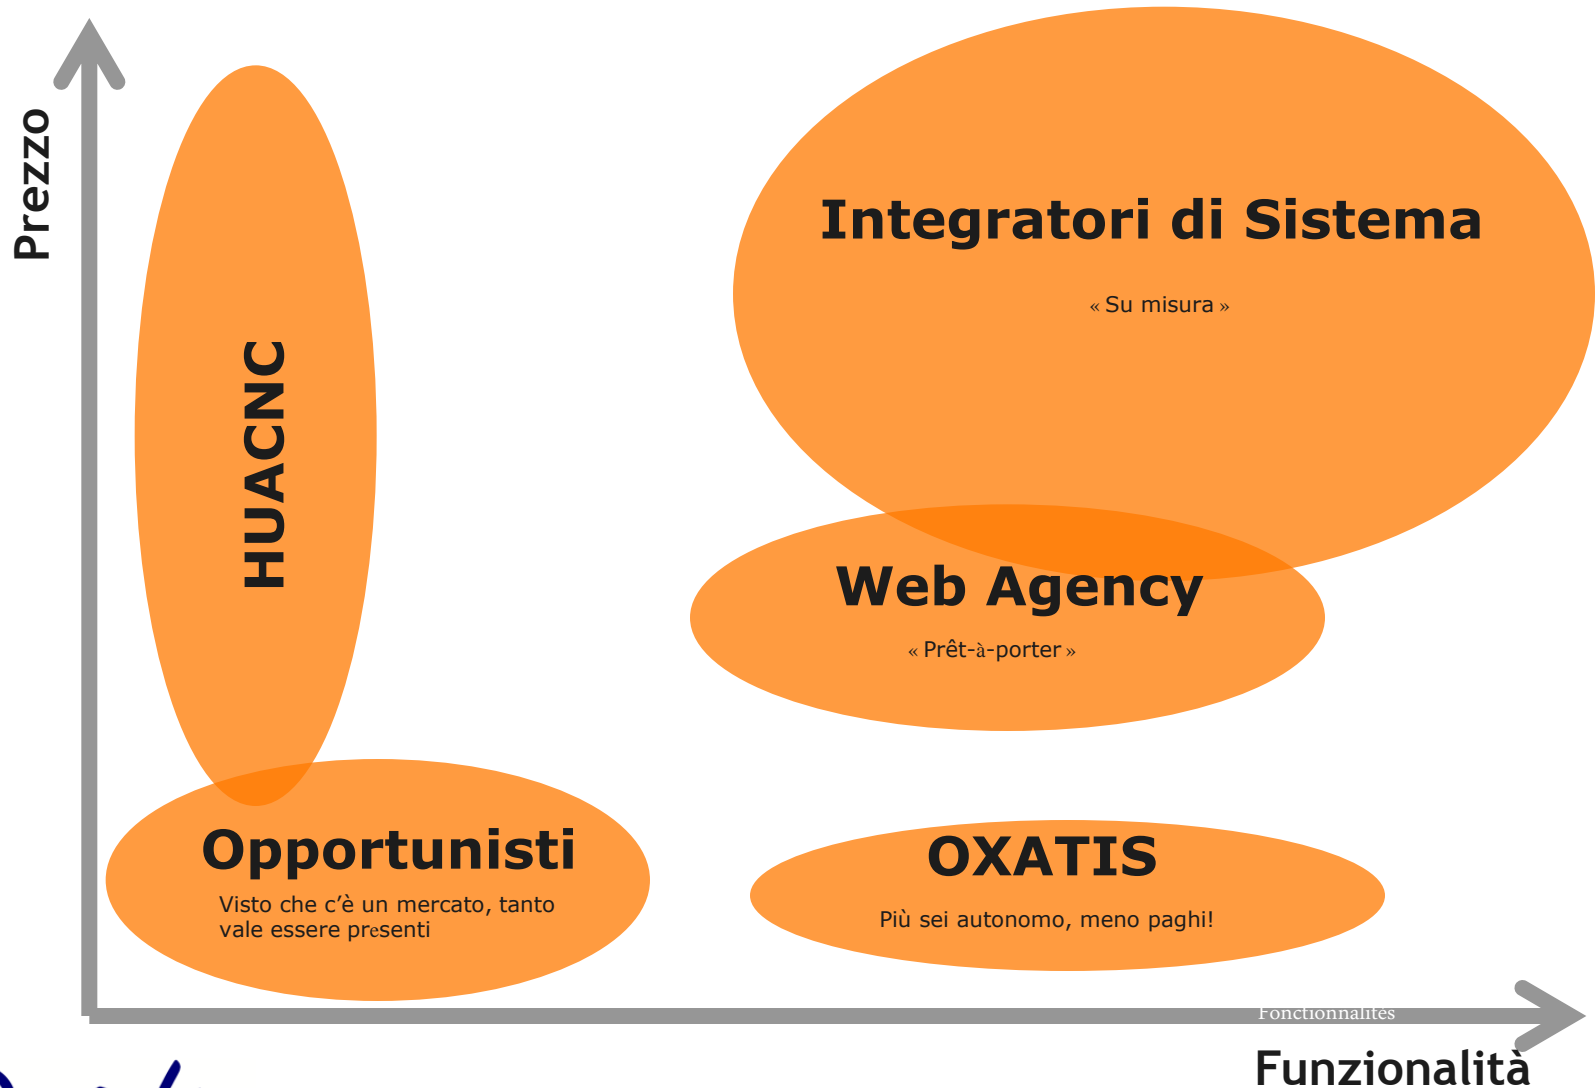 Prezzo
Integratori di Sistema
« Su misura »
HUACNC
Web Agency
« Prêt-à-porter »
Opportunisti
Visto che c’è un mercato, tanto
vale essere presenti
OXATIS
Più sei autonomo, meno paghi!
Fonctionnalités
Funzionalità